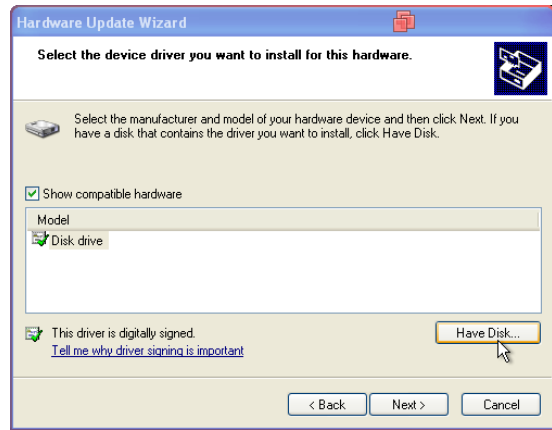 Hardware Update Wizard
Select the device driver you want to install for this hardware.
Select the manufacturer and model of your hardware device and then click Next. If you
have a disk that contains the driver you want to install, click Have Disk.
Show compatible hardware
Model
Disk drive
This driver is digitally signed.
Have Disk...
Tell me why driver signing is important
< Back
Next >
Cancel